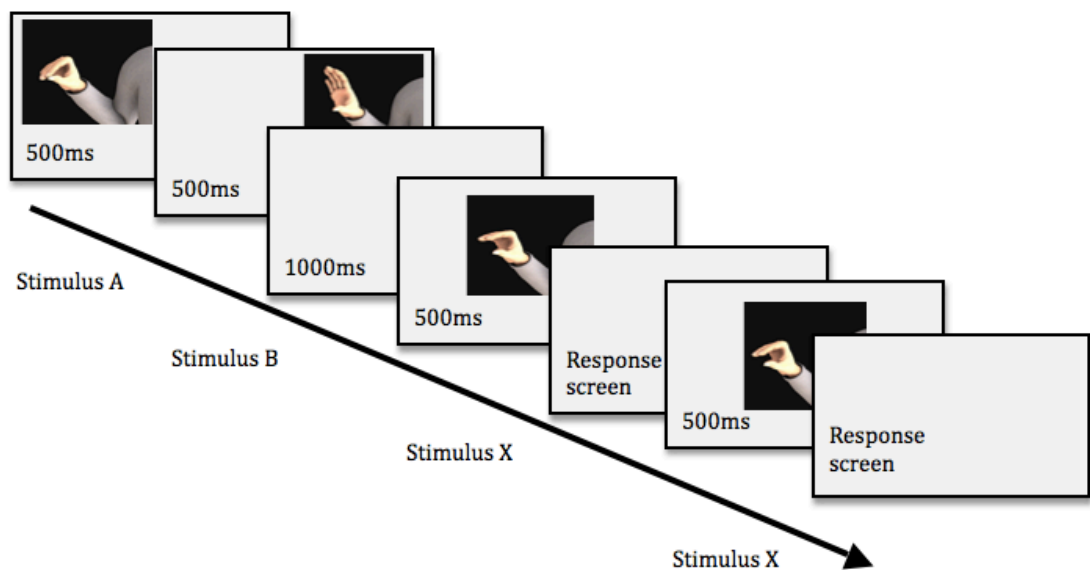 500ms
500ms
1000ms
500ms
Response
screen
500ms
Response
screen
Stimulus A
Stimulus B
Stimulus X
Stimulus X